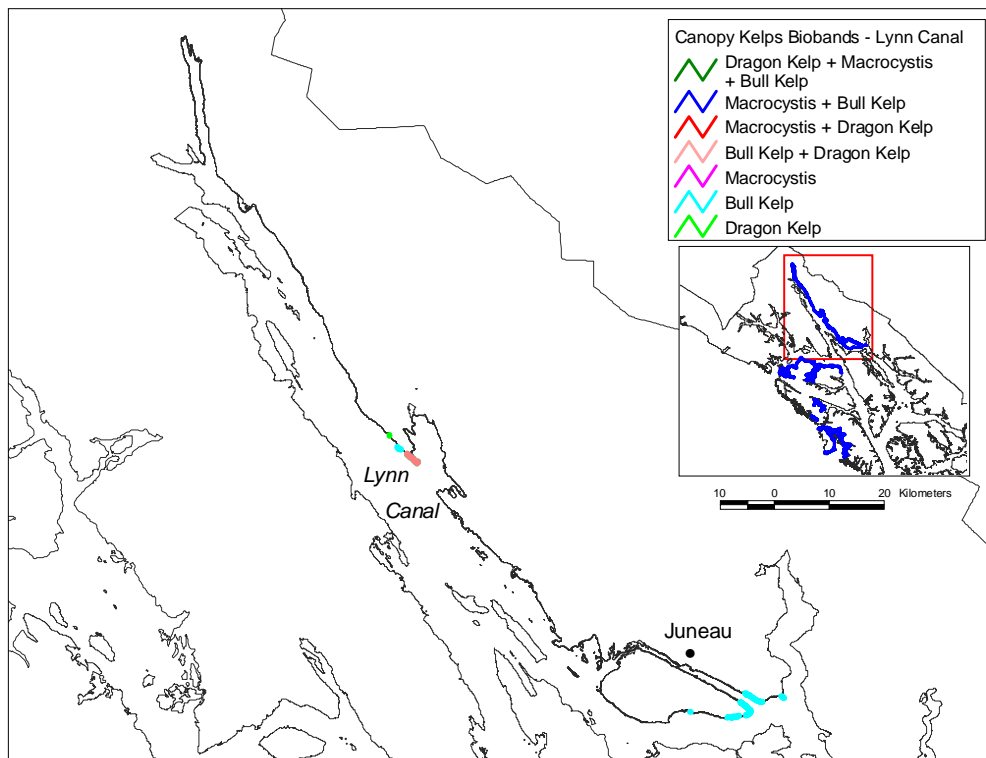 Canopy Kelps Biobands - Lynn Canal
Dragon Kelp + Macrocystis
+ Bull Kelp
Macrocystis + Bull Kelp
Macrocystis + Dragon Kelp
Bull Kelp + Dragon Kelp
Macrocystis
Bull Kelp
Dragon Kelp
10 0 10 20 Kilometers
Lynn
Canal
Juneau